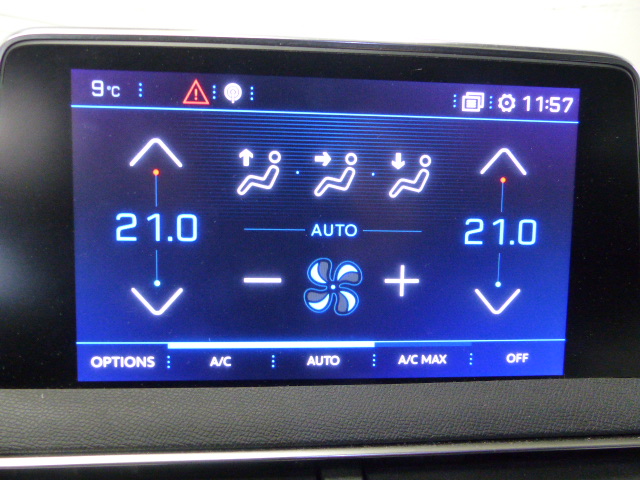 9°C 11:57
21.0 AUTO 21.0
OPTIONS A/C AUTO A/C MAX OFF